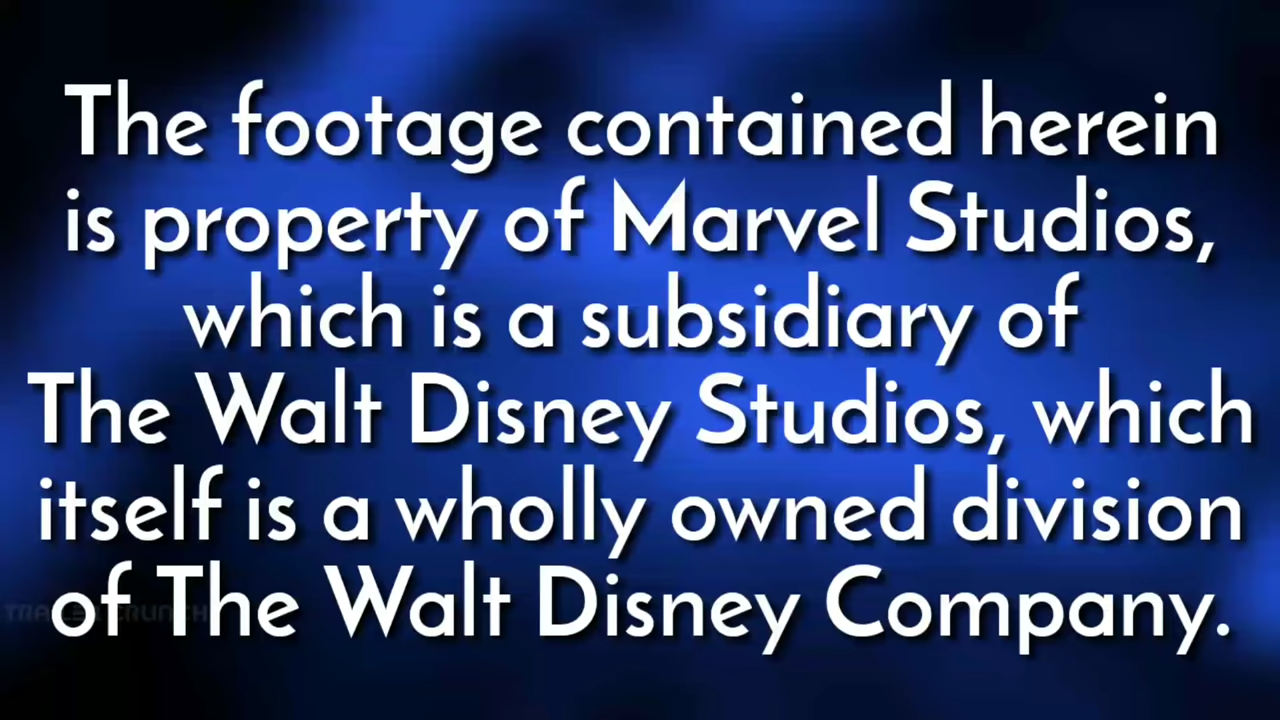 The footage contained herein
is property of Marvel Studios,
which is a subsidiary of
The Walt Disney Studios, which
itself is a wholly owned division
of The Walt Disney Company.